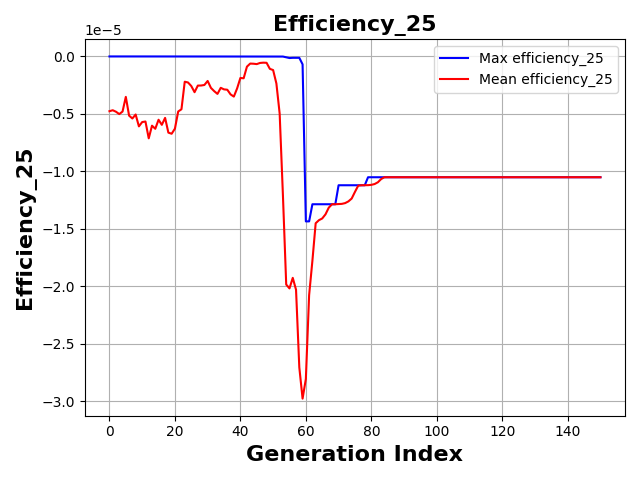 Efficiency_25
1e−5
Max efficiency_25
Mean efficiency_25
0.0
−0.5
−1.0
−1.5
−2.0
−2.5
−3.0
Efficiency_25
0 20 40 60 80 100 120 140
Generation Index